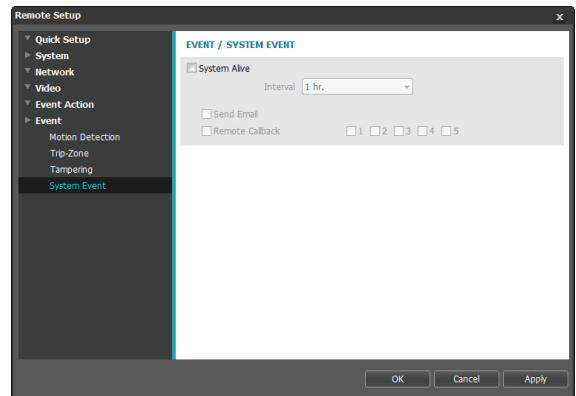 Remote Setup
x
Quick Setup
System
Network
Video
Event Action
Event
Motion Detection
Trip-Zone
Tampering
System Event
EVENT / SYSTEM EVENT
System Alive
Interval 1 hr.
Send Email
Remote Callback 1 2 3 4 5
OK Cancel Apply